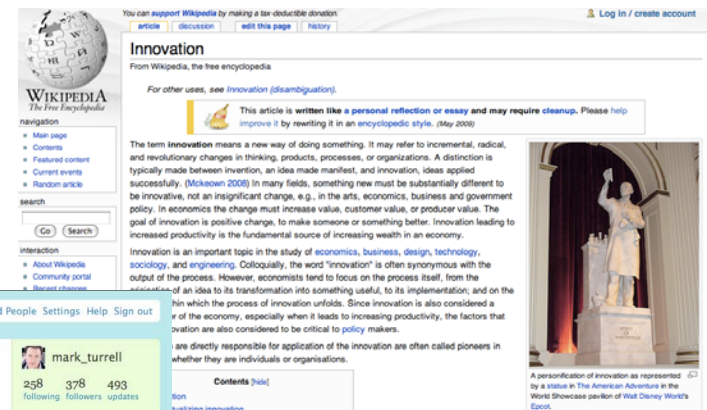 You can support Wikipedia by making a tax-deductible donation.
Log in / create account
article discussion edit this page history
Innovation
From Wikipedia, the free encyclopedia
For other uses, see Innovation (disambiguation).
This article is written like a personal reflection or essay and may require cleanup. Please help
improve it by rewriting it in an encyclopedic style. (May 2009)
WIKIPEDIA
The Free Encyclopedia
navigation
Main page
Contents
Featured content
Current events
Random article
search
Go Search
interaction
About Wikipedia
Community portal
Recent changes
The term innovation means a new way of doing something. It may refer to incremental, radical,
and revolutionary changes in thinking, products, processes, or organizations. A distinction is
typically made between invention, an idea made manifest, and innovation, ideas applied
successfully. (Mckeown 2008) In many fields, something new must be substantially different to
be innovative, not an insignificant change, e.g., in the arts, economics, business and government
policy. In economics the change must increase value, customer value, or producer value. The
goal of innovation is positive change, to make someone or something better. Innovation leading to
increased productivity is the fundamental source of increasing wealth in an economy.
Innovation is an important topic in the study of economics, business, design, technology,
sociology, and engineering. Colloquially, the word "innovation" is often synonymous with the
output of the process. However, economists tend to focus on the process itself, from the
of an idea to its transformation into something useful, to its implementation; and on the
hin which the process of innovation unfolds. Since innovation is also considered a
r of the economy, especially when it leads to increasing productivity, the factors that
ovation are also considered to be critical to policy makers.
are directly responsible for application of the innovation are often called pioneers in
whether they are individuals or organisations.
Contents [hide]
tion
tualizing innovation
A personification of innovation as represented
by a statue in The American Adventure in the
World Showcase pavilion of Walt Disney World's
Epcot.
d People Settings Help Sign out
mark_turrell
258 378 493
following followers updates